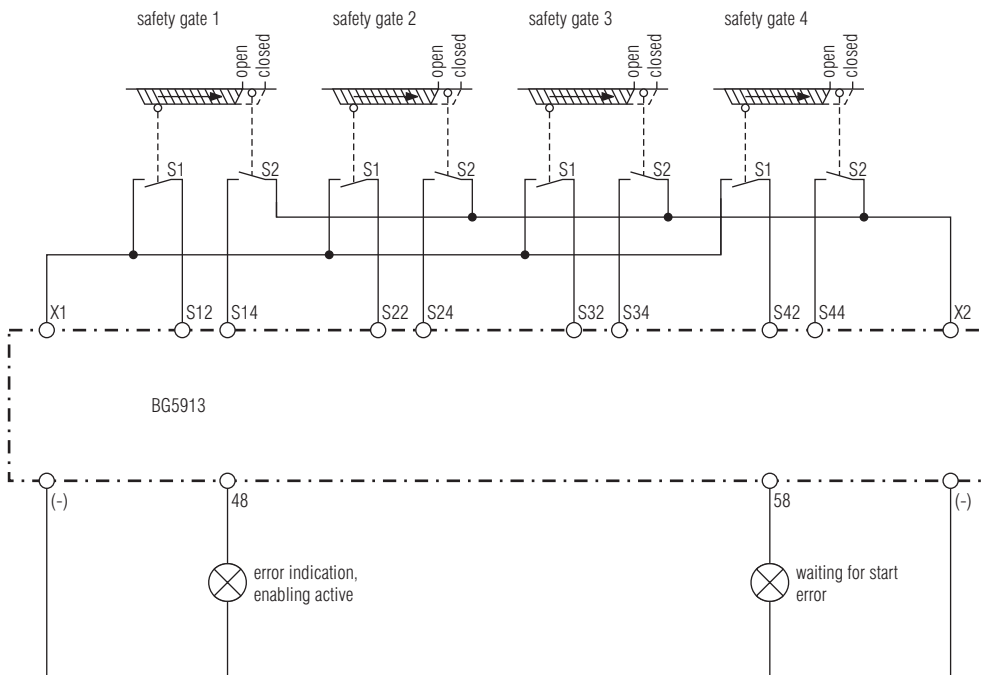 safety gate 1
safety gate 2
safety gate 3
safety gate 4
open
closed
open
closed
open
closed
open
closed
S1
S2
S1
S2
S1
S2
S1
S2
X1
S12
S14
S22
S24
S32
S34
S42
S44
X2
BG5913
(-)
48
58
(-)
error indication,
enabling active
waiting for start
error